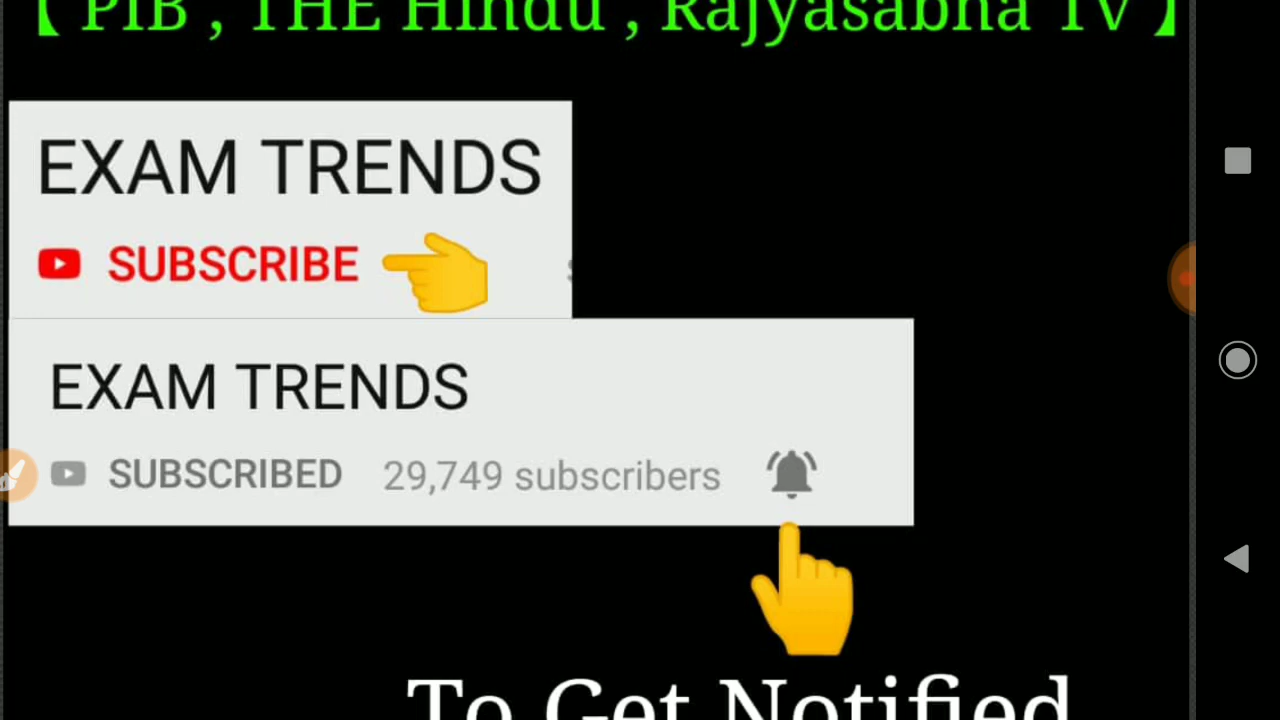 【 PIB , THE Hindu , Rajyasabha TV 】
EXAM TRENDS
SUBSCRIBE
EXAM TRENDS
SUBSCRIBED 29,749 subscribers
To Get Notified